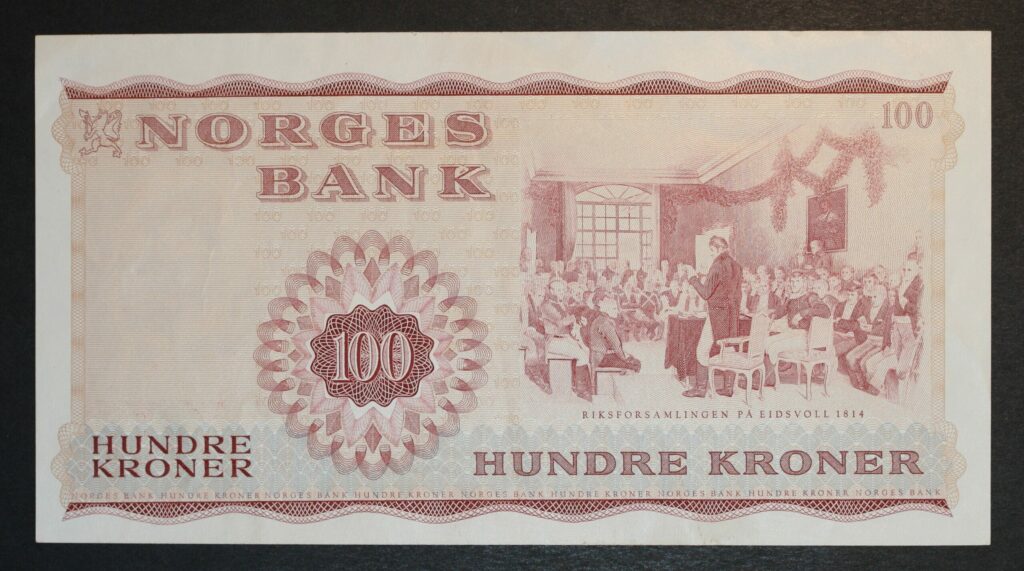 NORGES
BANK
100
100
RIKSFORSAMLINGEN PÅ EIDSVOLL 1814
HUNDRE
KRONER
HUNDRE KRONER
NORGES BANK HUNDRE KRONER NORGES BANK HUNDRE KRONER NORGES BANK HUNDRE KRONER NORGES BANK HUNDRE KRONER NORGES BANK